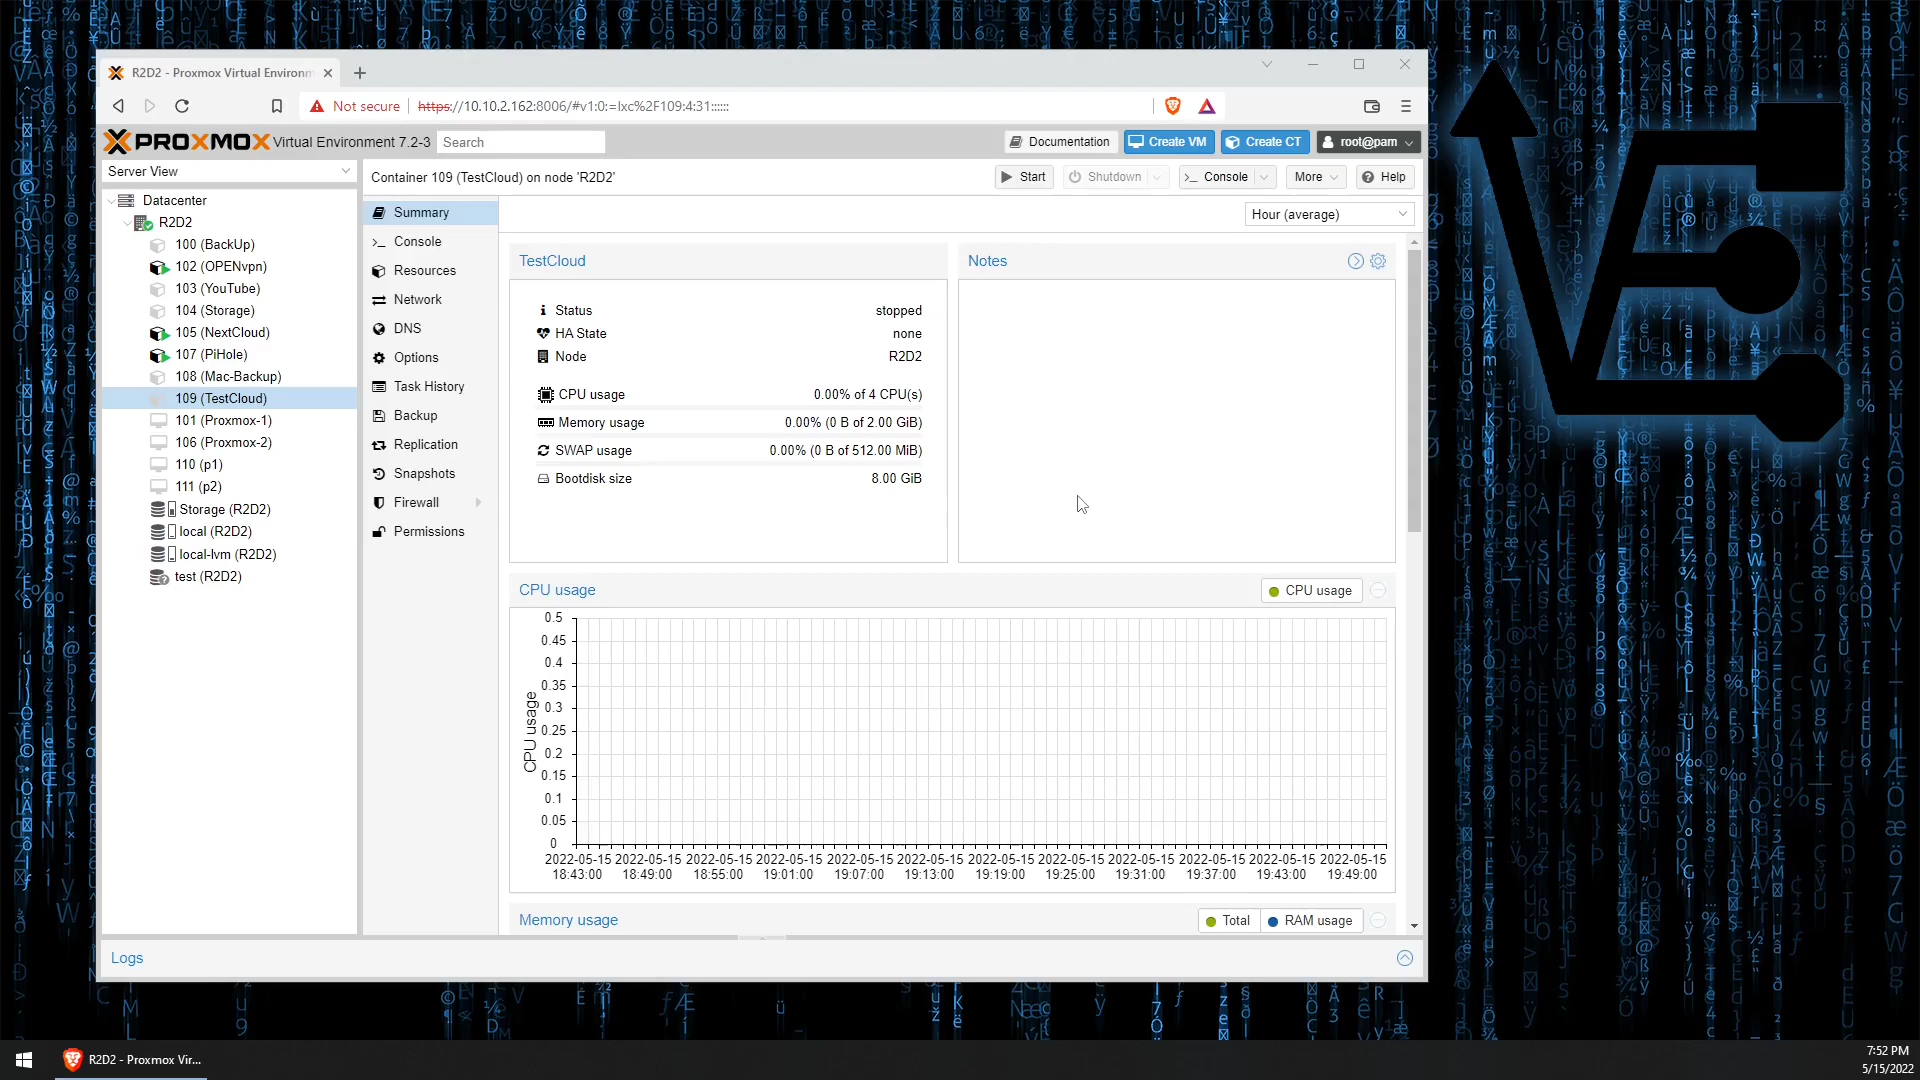 R2D2 - Proxmox Virtual Environm
Not secure
https://10.10.2.162:8006/#v1:0:=lxc%2F109:4:31::::::
PROXMOX Virtual Environment 7.2-3
Search
Documentation
Create VM
Create CT
root@pam
Server View
Container 109 (TestCloud) on node 'R2D2'
Start
Shutdown
Console
More
Help
Datacenter
R2D2
100 (BackUp)
102 (OPENvpn)
103 (YouTube)
104 (Storage)
105 (NextCloud)
107 (PiHole)
108 (Mac-Backup)
109 (TestCloud)
101 (Proxmox-1)
106 (Proxmox-2)
110 (p1)
111 (p2)
Storage (R2D2)
local (R2D2)
local-lvm (R2D2)
test (R2D2)
Summary
Console
Resources
Network
DNS
Options
Task History
Backup
Replication
Snapshots
Firewall
Permissions
Hour (average)
TestCloud
Status stopped
HA State none
Node R2D2
CPU usage 0.00% of 4 CPU(s)
Memory usage 0.00% (0 B of 2.00 GiB)
SWAP usage 0.00% (0 B of 512.00 MiB)
Bootdisk size 8.00 GiB
Notes
CPU usage
CPU usage
CPU usage
0.5
0.45
0.4
0.35
0.3
0.25
0.2
0.15
0.1
0.05
0
2022-05-15 2022-05-15 2022-05-15 2022-05-15 2022-05-15 2022-05-15 2022-05-15 2022-05-15 2022-05-15 2022-05-15 2022-05-15 2022-05-15
18:43:00 18:49:00 18:55:00 19:01:00 19:07:00 19:13:00 19:19:00 19:25:00 19:31:00 19:37:00 19:43:00 19:49:00
Memory usage
Total
RAM usage
Logs
R2D2 - Proxmox Vir...
7:52 PM
5/15/2022